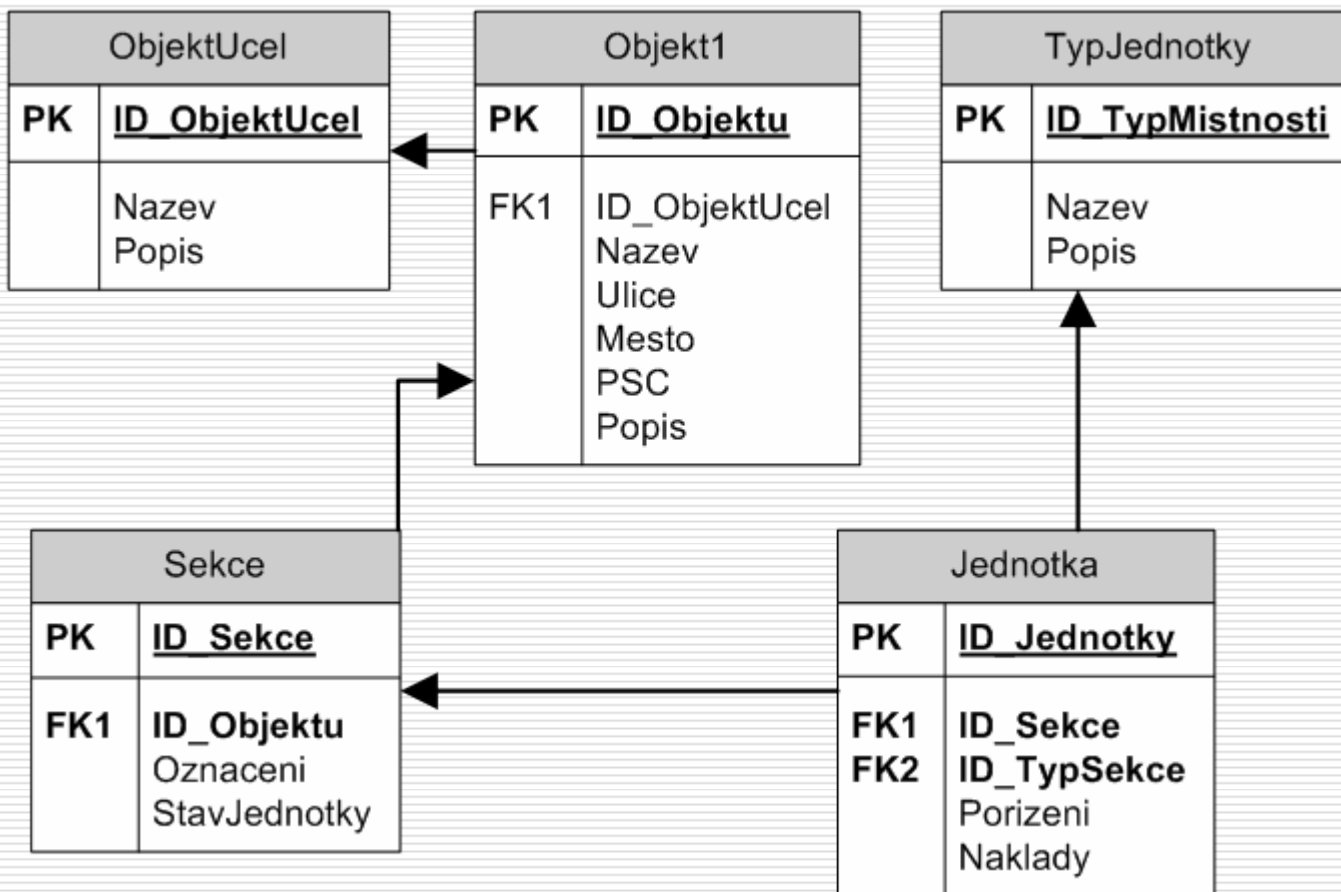 ObjektUcel
PK ID_ObjektUcel
Nazev
Popis
Objekt1
PK ID_Objektu
FK1 ID_ObjektUcel
Nazev
Ulice
Mesto
PSC
Popis
TypJednotky
PK ID_TypMistnosti
Nazev
Popis
Sekce
PK ID_Sekce
FK1 ID_Objektu
Oznaceni
StavJednotky
Jednotka
PK ID_Jednotky
FK1 ID_Sekce
FK2 ID_TypSekce
Porizeni
Naklady